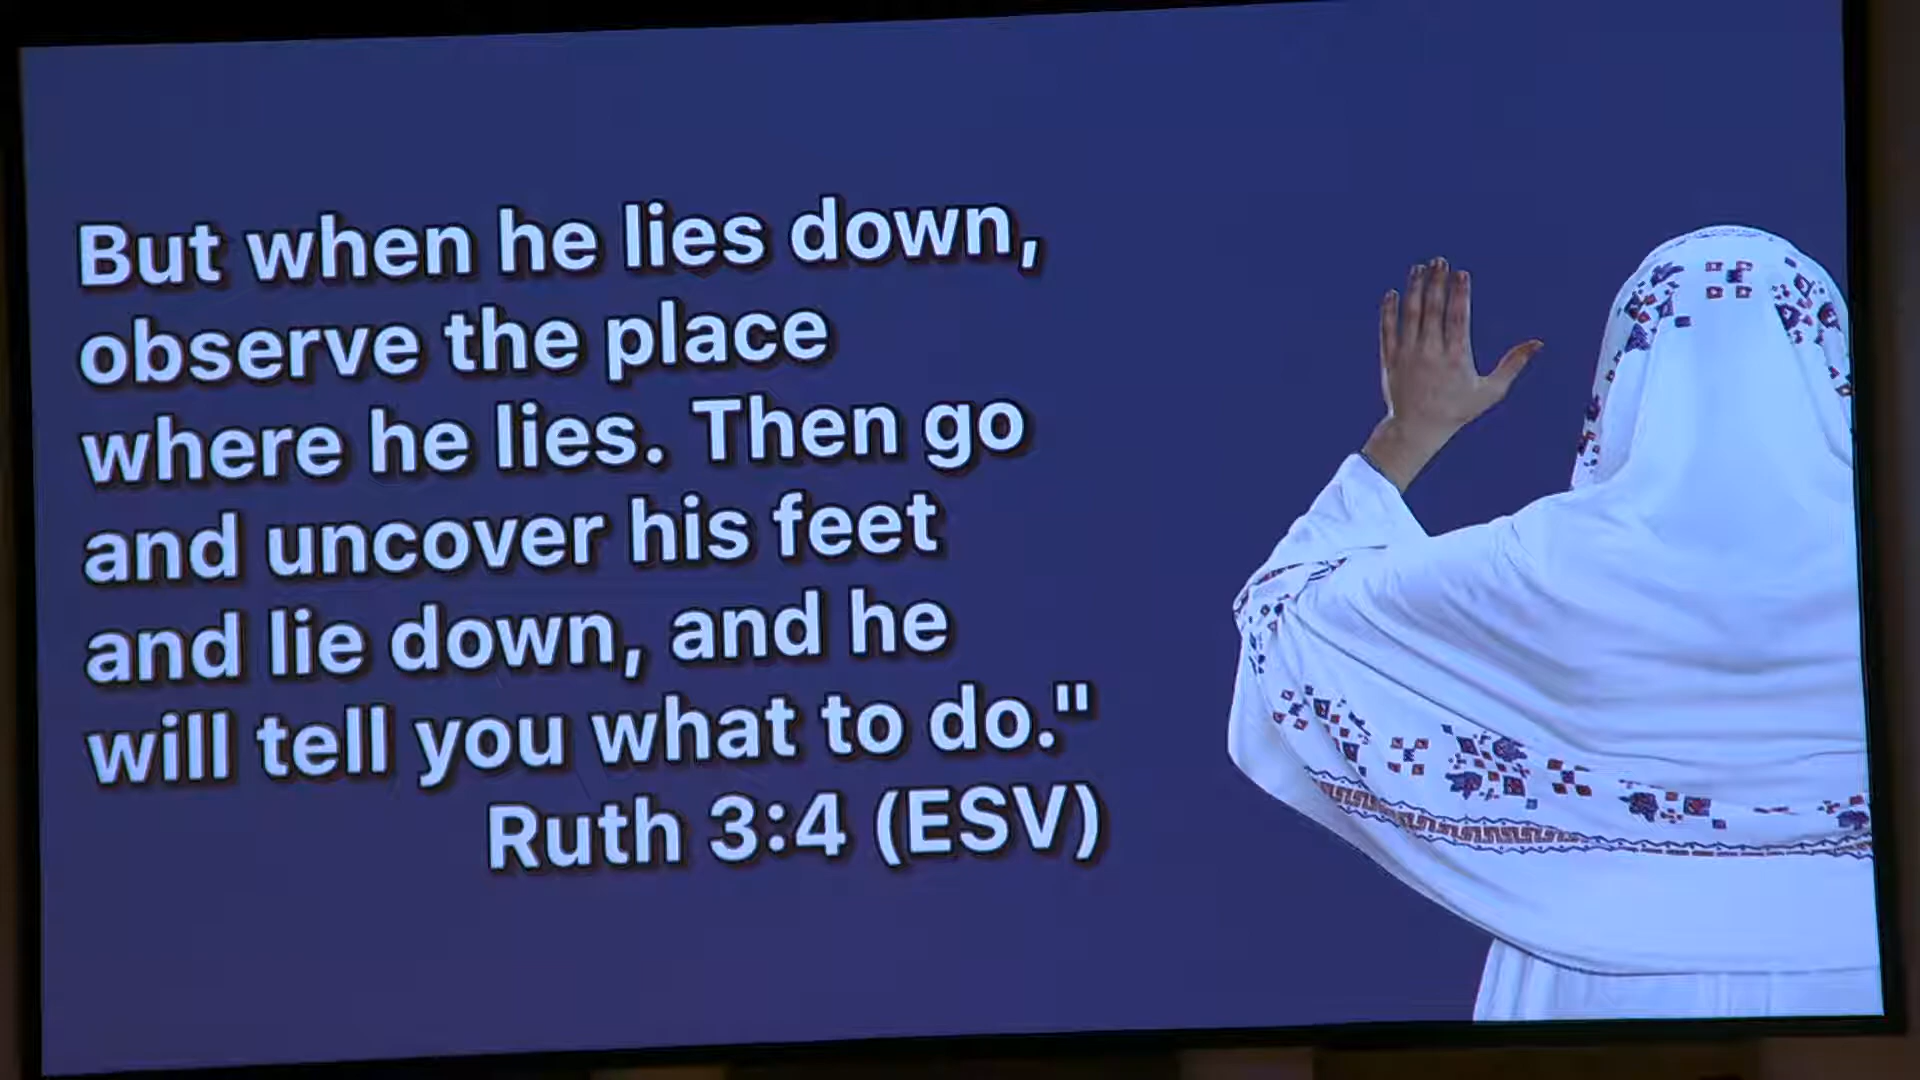 But when he lies down,
observe the place
where he lies. Then go
and uncover his feet
and lie down, and he
will tell you what to do."
Ruth 3:4 (ESV)